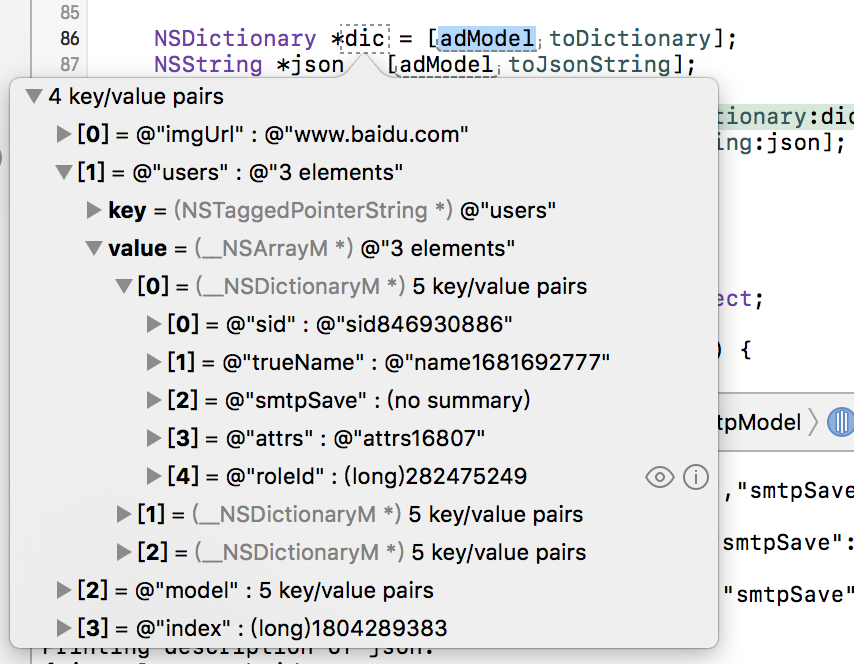 85
86 NSDictionary *dic = [adModel toDictionary];
87 NSString *json [adModel toJsonString];
4 key/value pairs
[0] = @"imgUrl" : @"www.baidu.com"
tionary:dic
[1] = @"users" : @"3 elements"
ing:json];
key = (NSTaggedPointerString *) @"users"
value = (__NSArrayM *) @"3 elements"
[0] = (__NSDictionaryM *) 5 key/value pairs
ect;
[0] = @"sid" : @"sid846930886"
[1] = @"trueName" : @"name1681692777"
) {
[2] = @"smtpSave" : (no summary)
tpModel
[3] = @"attrs" : @"attrs16807"
[4] = @"roleId" : (long)282475249
","smtpSave
[1] = (__NSDictionaryM *) 5 key/value pairs
smtpSave":
[2] = (__NSDictionaryM *) 5 key/value pairs
[2] = @"model" : 5 key/value pairs
"smtpSave"
[3] = @"index" : (long)1804289383
Printing description of json: